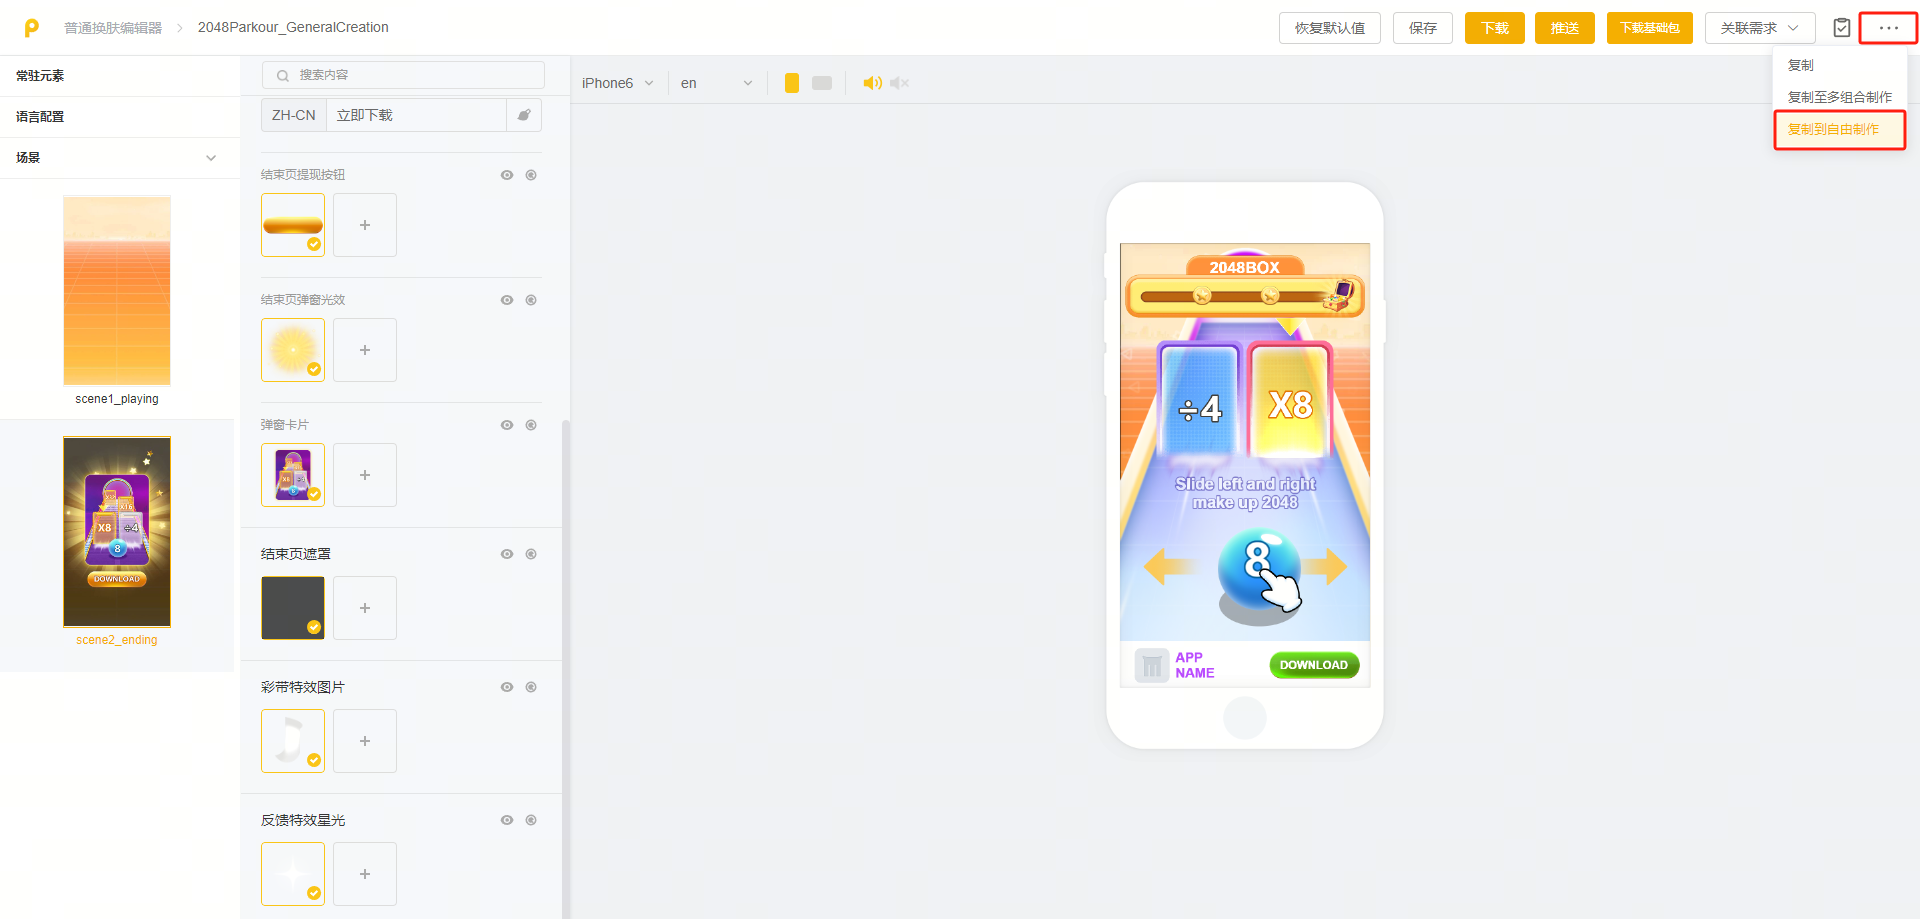 普通换肤编辑器
2048Parkour_GeneralCreation
恢复默认值
保存
下载
推送
下载基础包
关联需求
复制
复制至多组合制作
复制到自由制作
常驻元素
语言配置
场景
scene1_playing
X16
X8
÷4
8
DOWNLOAD
scene2_ending
搜索内容
ZH-CN
立即下载
结束页提现按钮
结束页弹窗光效
弹窗卡片
X8
÷4
结束页遮罩
彩带特效图片
反馈特效星光
iPhone6
en
2048BOX
÷4
X8
Slide left and right
make up 2048
8
APP
NAME
DOWNLOAD